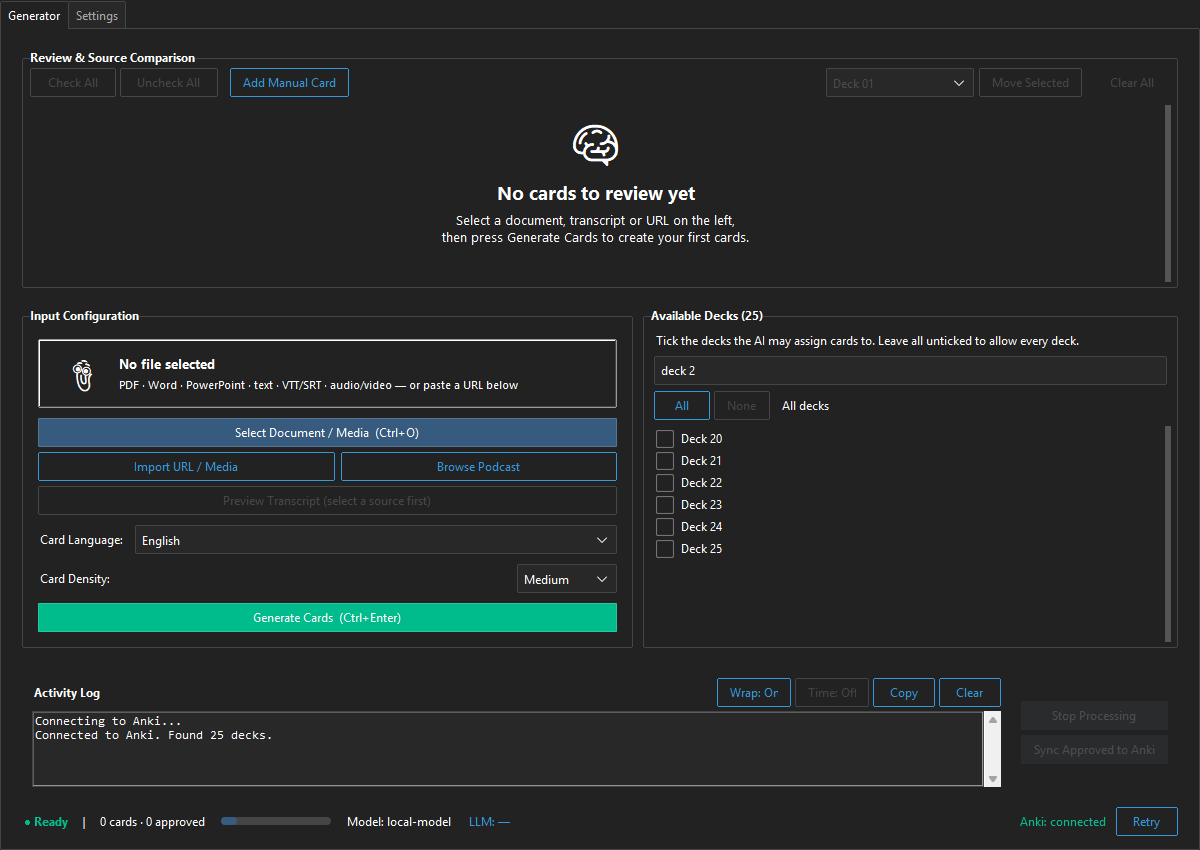 Generator
Settings
Review & Source Comparison
Check All
Uncheck All
Add Manual Card
Deck 01
Move Selected
Clear All
No cards to review yet
Select a document, transcript or URL on the left,
then press Generate Cards to create your first cards.
Input Configuration
No file selected
PDF · Word · PowerPoint · text · VTT/SRT · audio/video — or paste a URL below
Select Document / Media (Ctrl+O)
Import URL / Media
Browse Podcast
Preview Transcript (select a source first)
Card Language:
English
Card Density:
Medium
Generate Cards (Ctrl+Enter)
Available Decks (25)
Tick the decks the AI may assign cards to. Leave all unticked to allow every deck.
deck 2
All
None
All decks
Deck 20
Deck 21
Deck 22
Deck 23
Deck 24
Deck 25
Activity Log
Wrap: On
Time: Off
Copy
Clear
Connecting to Anki...
Connected to Anki. Found 25 decks.
Stop Processing
Sync Approved to Anki
● Ready
|
0 cards · 0 approved
Model: local-model
LLM: —
Anki: connected
Retry